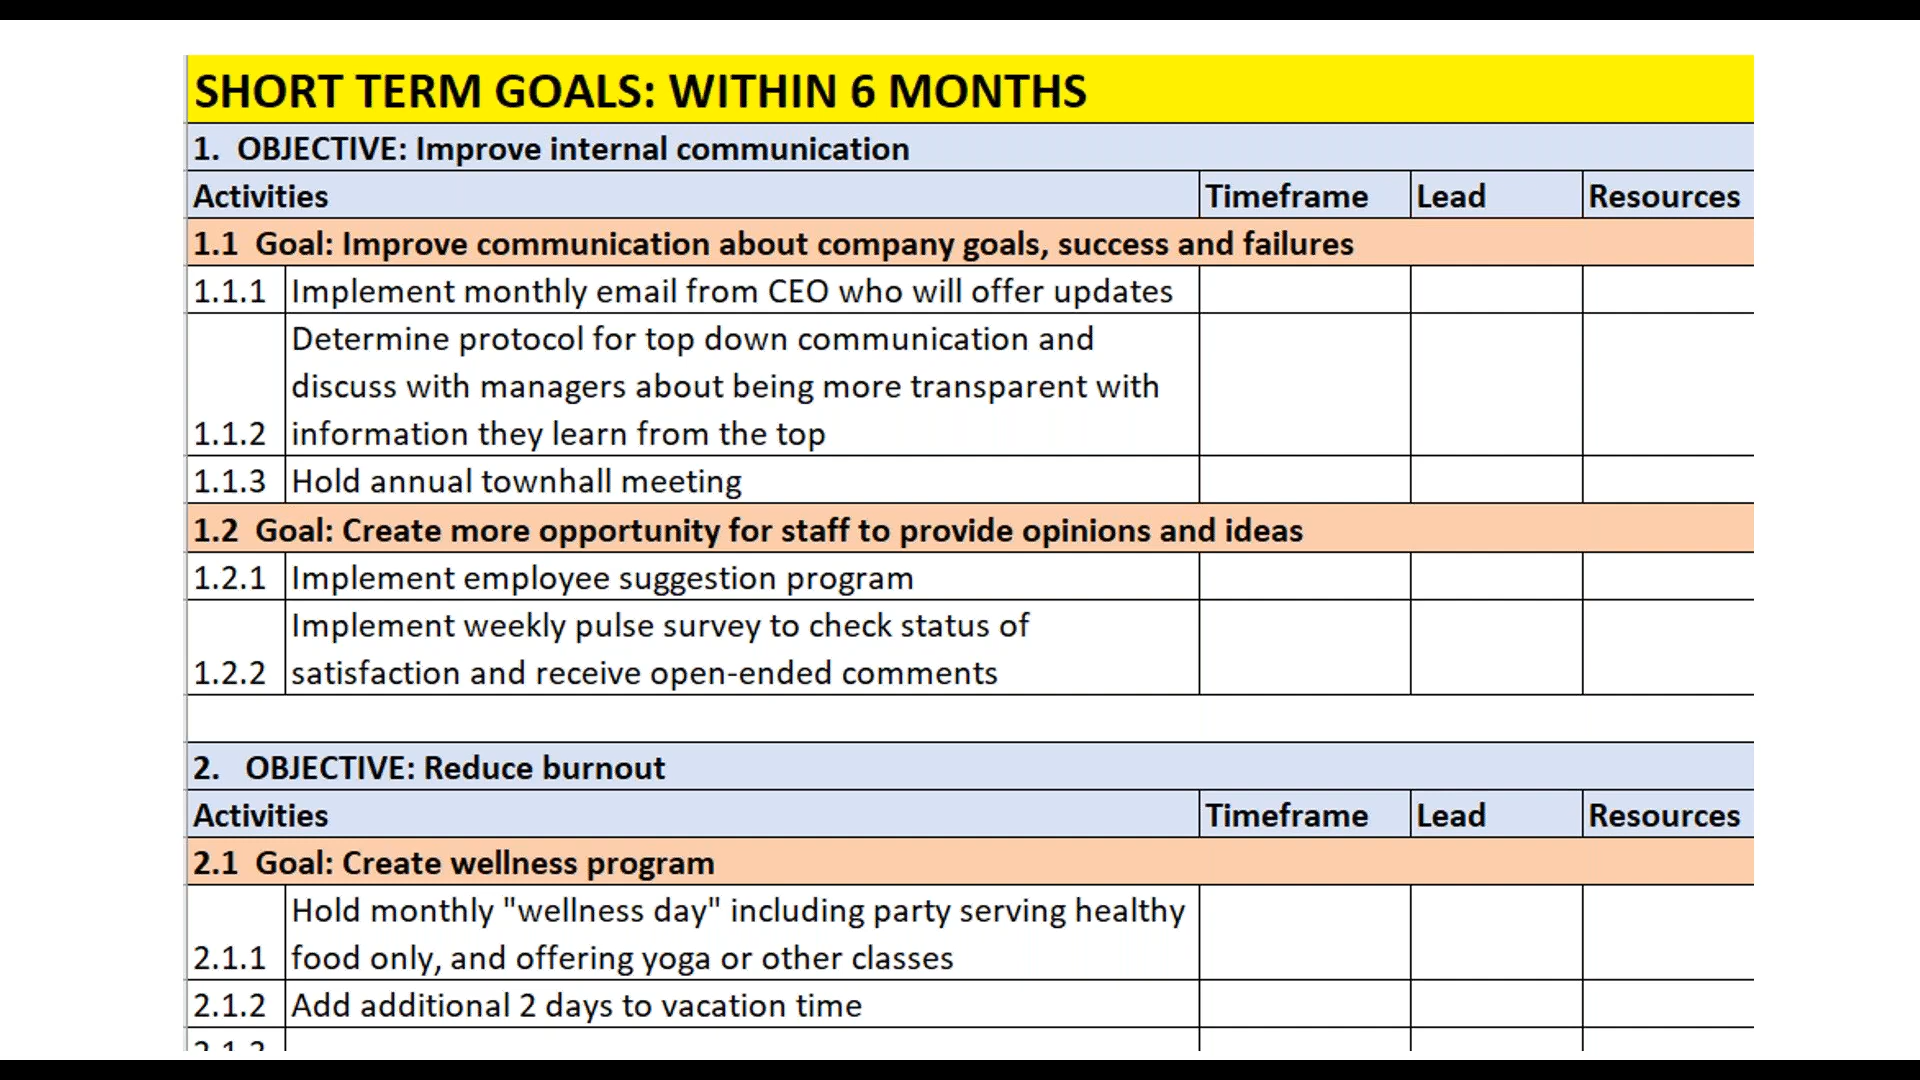 SHORT TERM GOALS: WITHIN 6 MONTHS
1. OBJECTIVE: Improve internal communication
Activities Timeframe Lead Resources
1.1 Goal: Improve communication about company goals, success and failures
1.1.1 Implement monthly email from CEO who will offer updates
Determine protocol for top down communication and
discuss with managers about being more transparent with
1.1.2 information they learn from the top
1.1.3 Hold annual townhall meeting
1.2 Goal: Create more opportunity for staff to provide opinions and ideas
1.2.1 Implement employee suggestion program
Implement weekly pulse survey to check status of
1.2.2 satisfaction and receive open-ended comments
2. OBJECTIVE: Reduce burnout
Activities Timeframe Lead Resources
2.1 Goal: Create wellness program
Hold monthly "wellness day" including party serving healthy
2.1.1 food only, and offering yoga or other classes
2.1.2 Add additional 2 days to vacation time